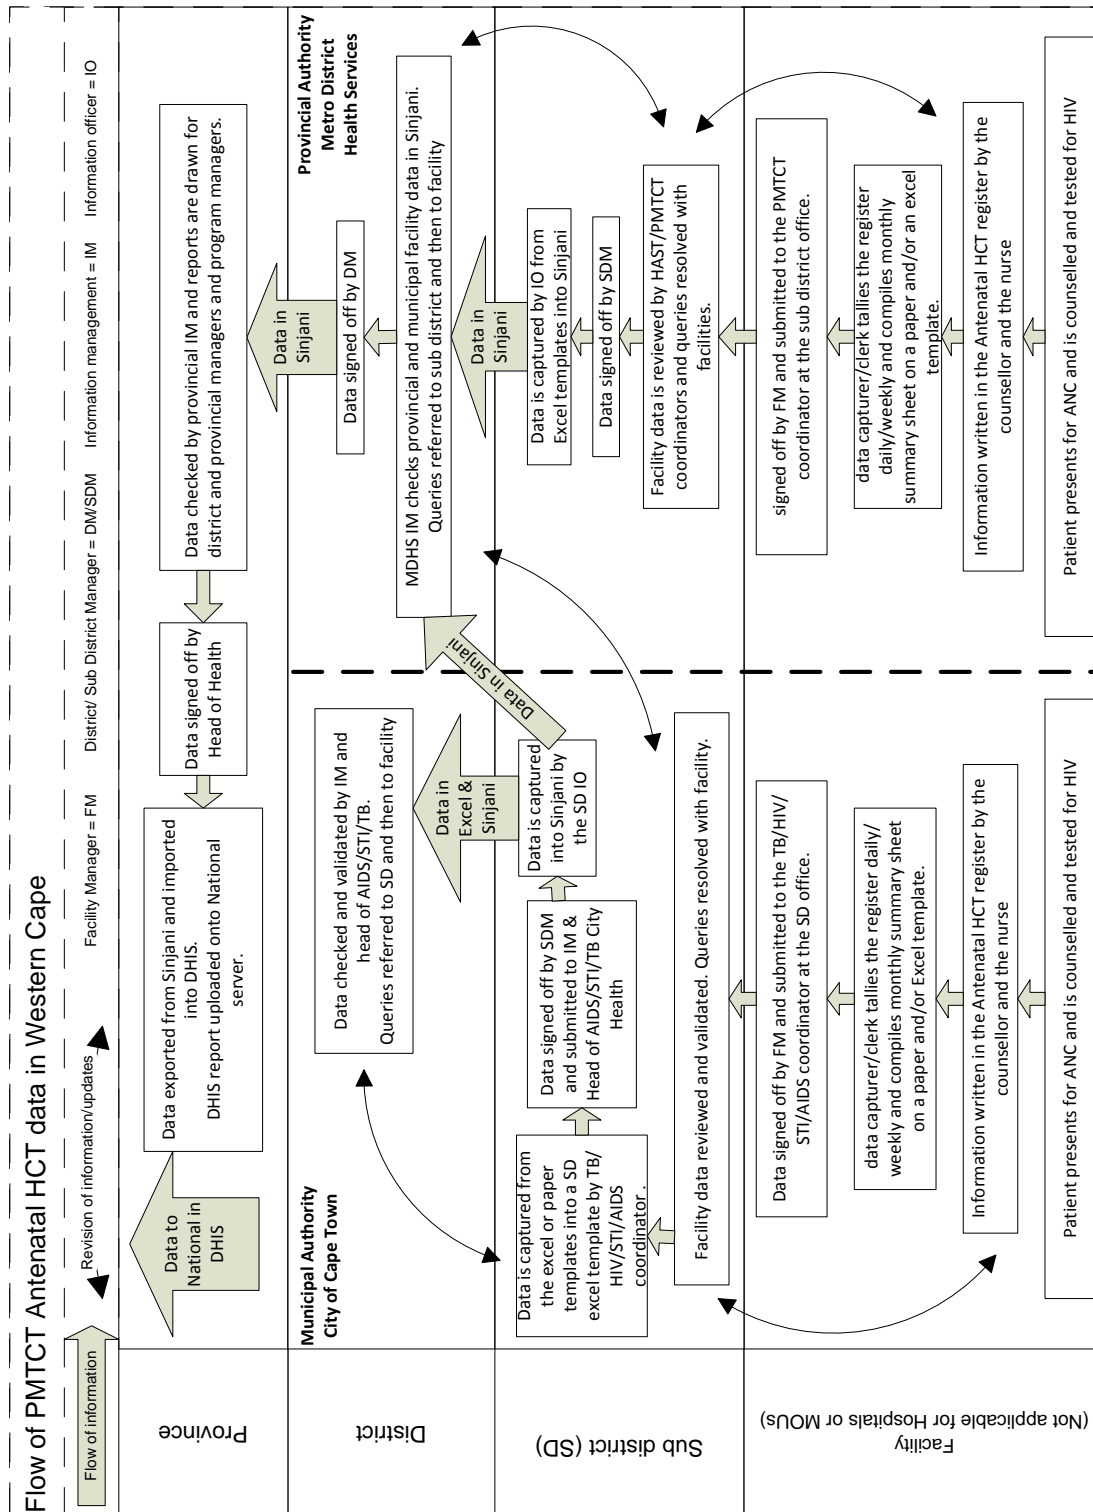 Flow of PMTCT Antenatal HCT data in Western Cape
Flow of information
Revision of information/updates
Facility Manager = FM
District/ Sub District Manager = DM/SDM
Information management = IM
Information officer = IO
Province
Data to
National in
DHIS
Data exported from Sinjani and imported
into DHIS.
DHIS report uploaded onto National
server.
Data signed off by
Head of Health
Data checked by provincial IM and reports are drawn for
district and provincial managers and program managers.
District
Municipal Authority
City of Cape Town
Data checked and validated by IM and
head of AIDS/STI/TB.
Queries referred to SD and then to facility
Data in
Excel &
Sinjani
Data in Sinjani
Provincial Authority
Metro District
Health Services
Data in
Sinjani
Data signed off by DM
MDHS IM checks provincial and municipal facility data in Sinjani.
Queries referred to sub district and then to facility
Data in
Sinjani
Sub district (SD)
Data is captured from
the excel or paper
templates into a SD
excel template by TB/
HIV/STI/AIDS
coordinator .
Data signed off by SDM
and submitted to IM &
Head of AIDS/STI/TB City
Health
Data is captured
into Sinjani by
the SD IO
Facility data reviewed and validated. Queries resolved with facility.
Data is captured by IO from
Excel templates into Sinjani
Data signed off by SDM
Facility data is reviewed by HAST/PMTCT
coordinators and queries resolved with
facilities.
Facility
(Not applicable for Hospitals or MOUs)
Data signed off by FM and submitted to the TB/HIV/
STI/AIDS coordinator at the SD office.
data capturer/clerk tallies the register daily/
weekly and compiles monthly summary sheet
on a paper and/or Excel template.
Information written in the Antenatal HCT register by the
counsellor and the nurse
Patient presents for ANC and is counselled and tested for HIV
signed off by FM and submitted to the PMTCT
coordinator at the sub district office.
data capturer/clerk tallies the register
daily/weekly and compiles monthly
summary sheet on a paper and/or an excel
template.
Information written in the Antenatal HCT register by the
counsellor and the nurse
Patient presents for ANC and is counselled and tested for HIV